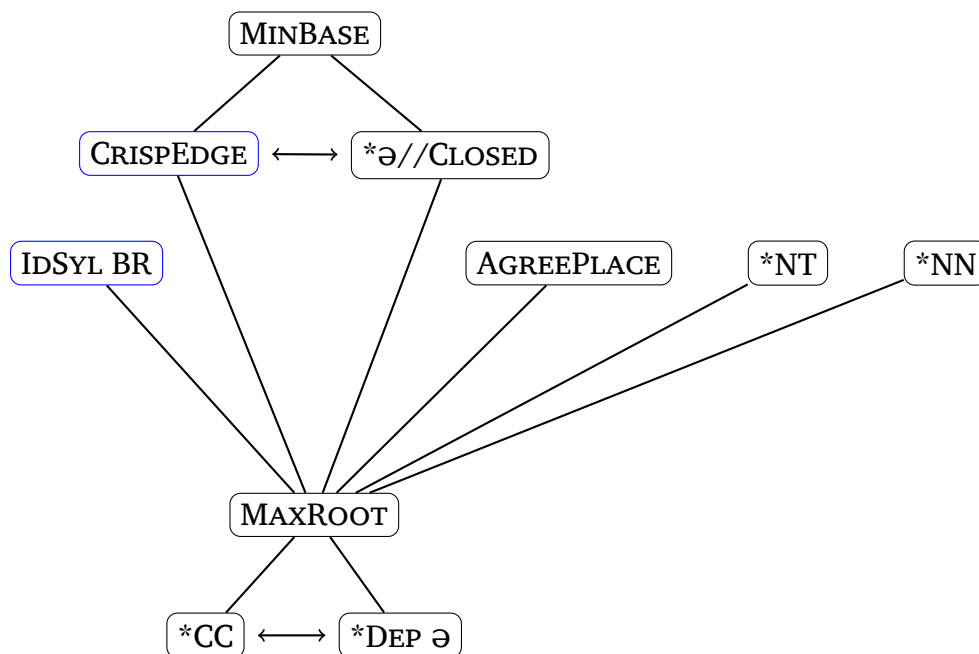 MINBASE
CRISPEDGE
*ə//CLOSED
IDSYL BR
AGREEPLACE
*NT
*NN
MAXROOT
*CC
*DEP ə